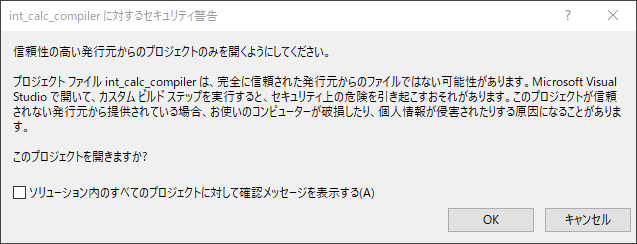 int_calc_compiler に対するセキュリティ警告
信頼性の高い発行元からのプロジェクトのみを開くようにしてください。
プロジェクト ファイル int_calc_compiler は、完全に信頼された発行元からのファイルではない可能性があります。Microsoft Visual
Studio で開いて、カスタム ビルド ステップを実行すると、セキュリティ上の危険を引き起こすおそれがあります。このプロジェクトが信頼
されない発行元から提供されている場合、お使いのコンピューターが破損したり、個人情報が侵害されたりする原因になることがありま
す。
このプロジェクトを開きますか?
ソリューション内のすべてのプロジェクトに対して確認メッセージを表示する(A)
OK
キャンセル